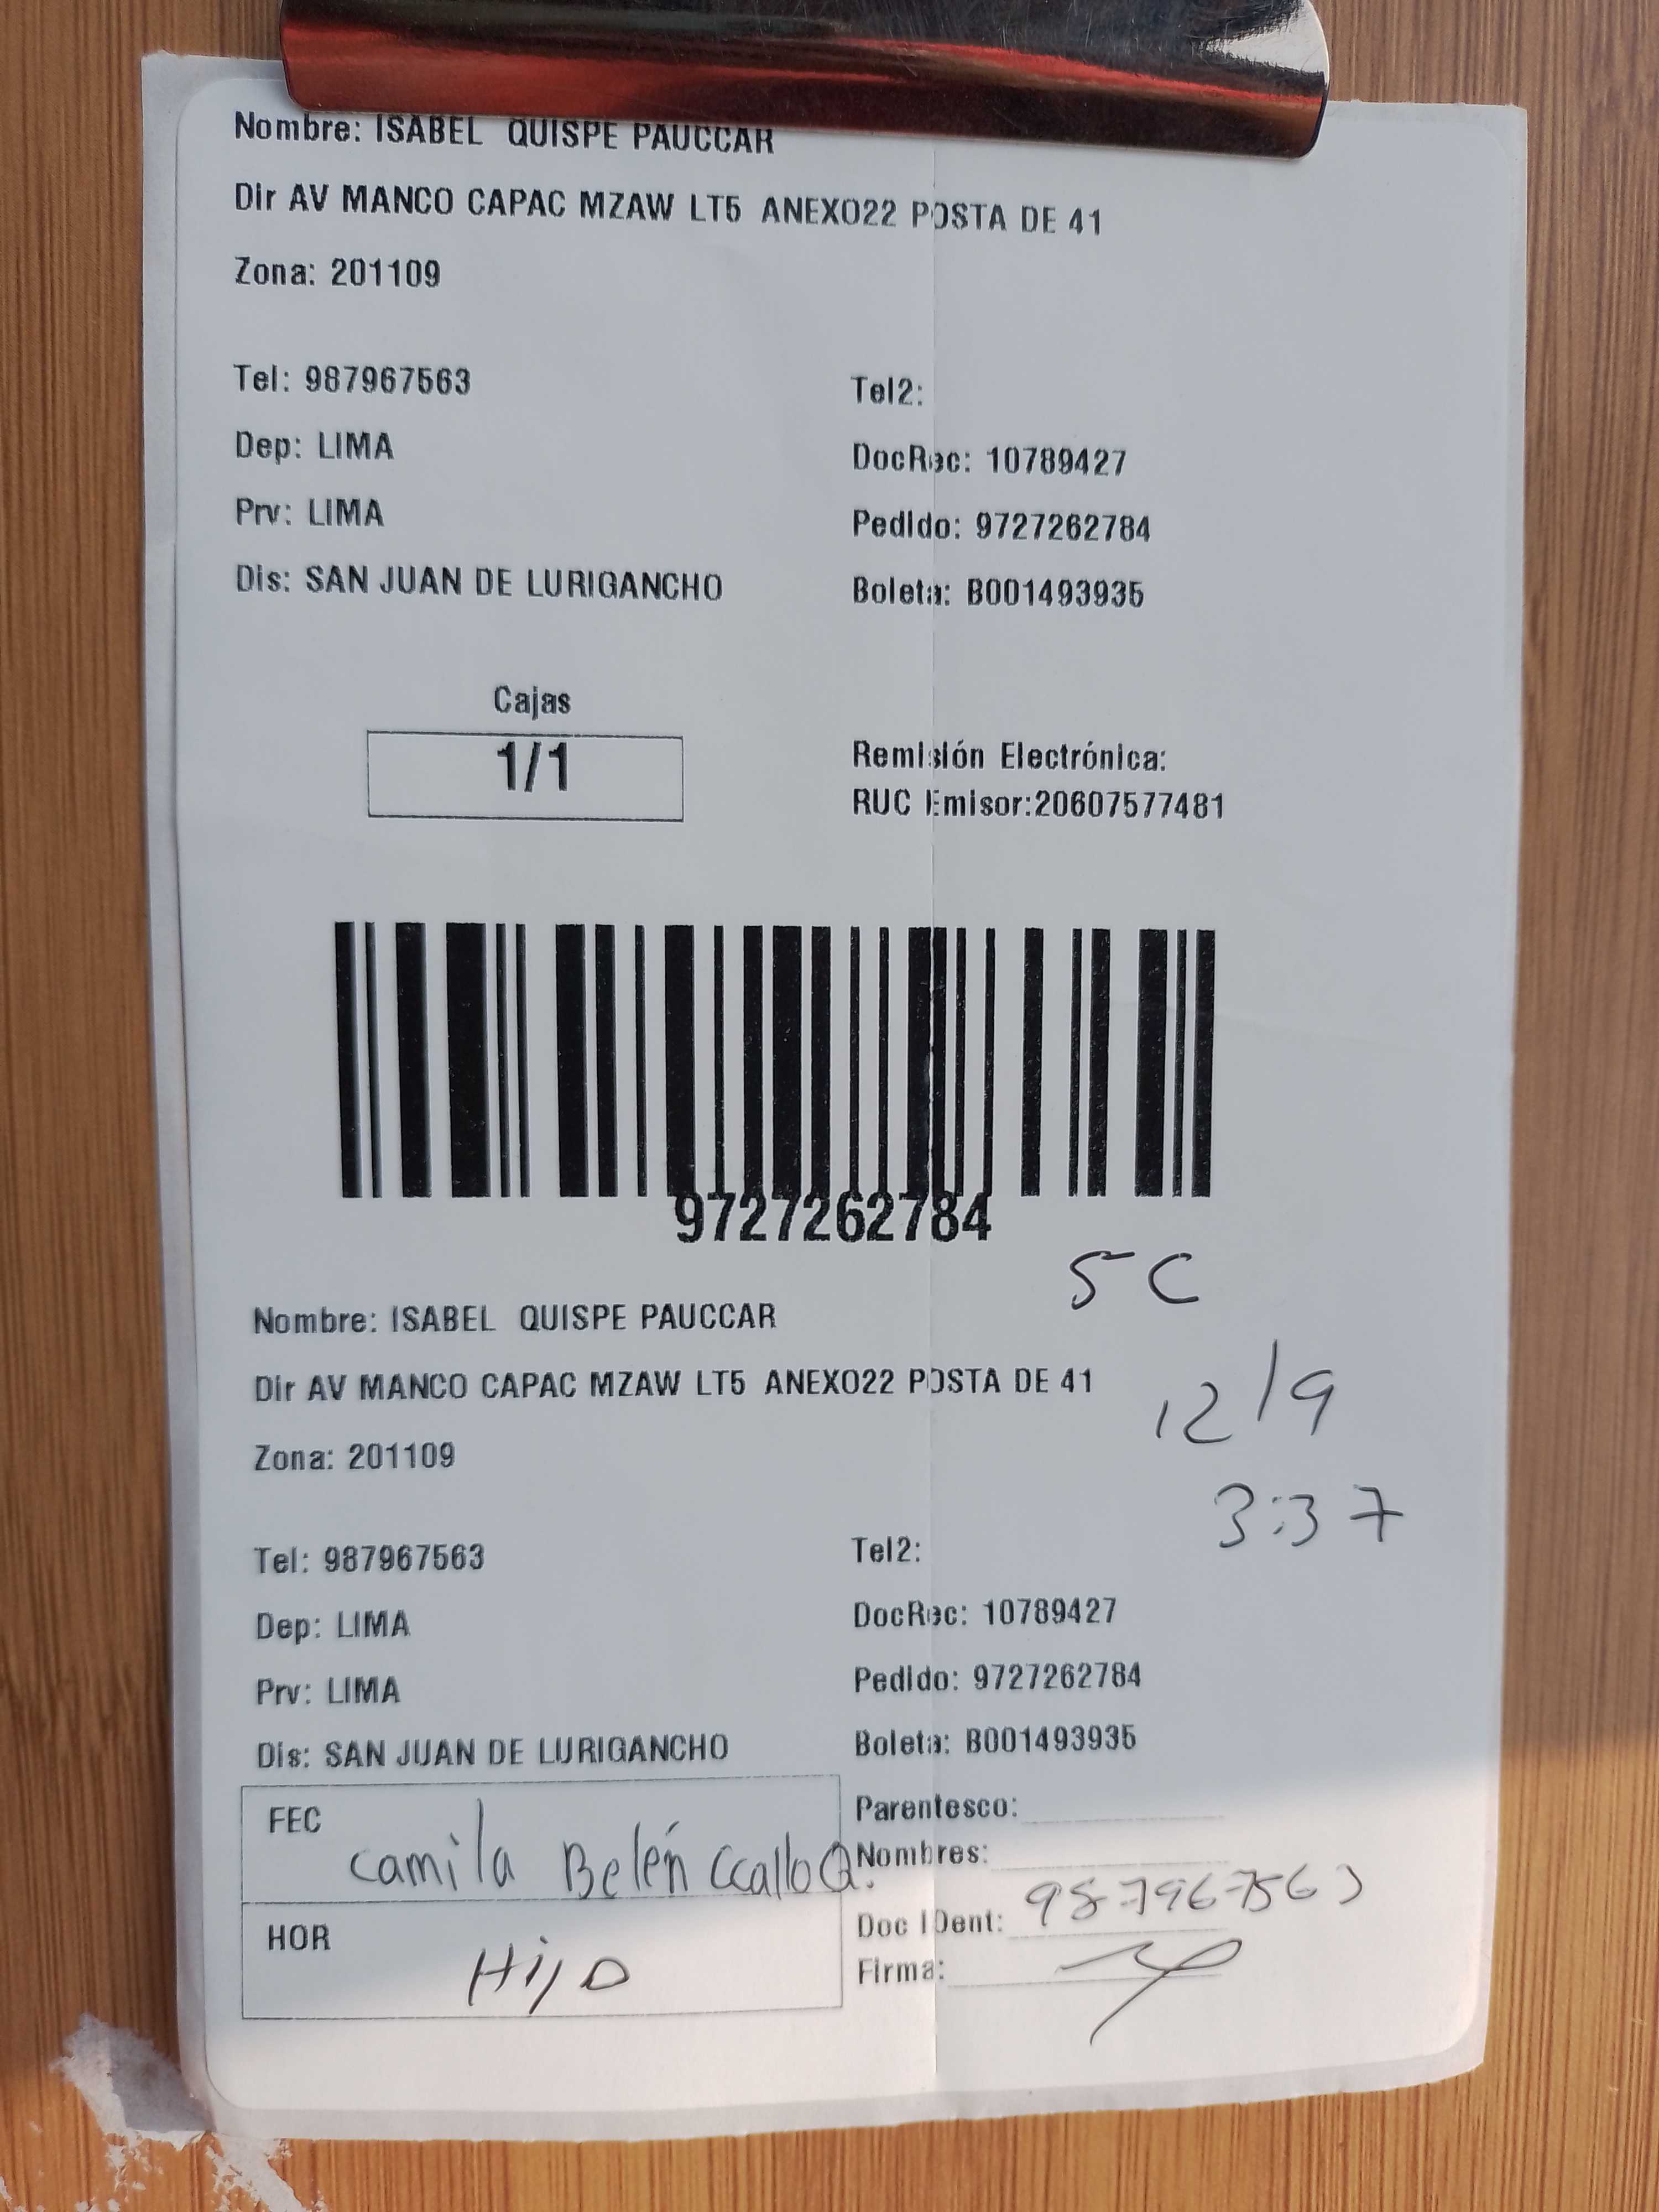 Nombre: ISABEL QUISPE PAUCCAR
Dir AV MANCO CAPAC MZAW LT5 ANEXO22 POSTA DE 41
Zona: 201109
Tel: 987967563
Tel2:
Dep: LIMA
DocRec: 10789427
Prv: LIMA
Pedido: 9727262784
Dis: SAN JUAN DE LURIGANCHO
Boleta: B001493935
Cajas
1/1
Remisión Electrónica:
RUC Emisor:20607577481
9727262784
5 C
Nombre: ISABEL QUISPE PAUCCAR
Dir AV MANCO CAPAC MZAW LT5 ANEXO22 POSTA DE 41
12/9
Zona: 201109
3:37
Tel: 987967563
Tel2:
Dep: LIMA
DocRec: 10789427
Prv: LIMA
Pedido: 9727262784
Dis: SAN JUAN DE LURIGANCHO
Boleta: B001493935
FEC
Camila Belén Ccallo Q.
Parentesco:
Nombres:
HOR
Hijo
Doc IDent: 987967563
Firma: